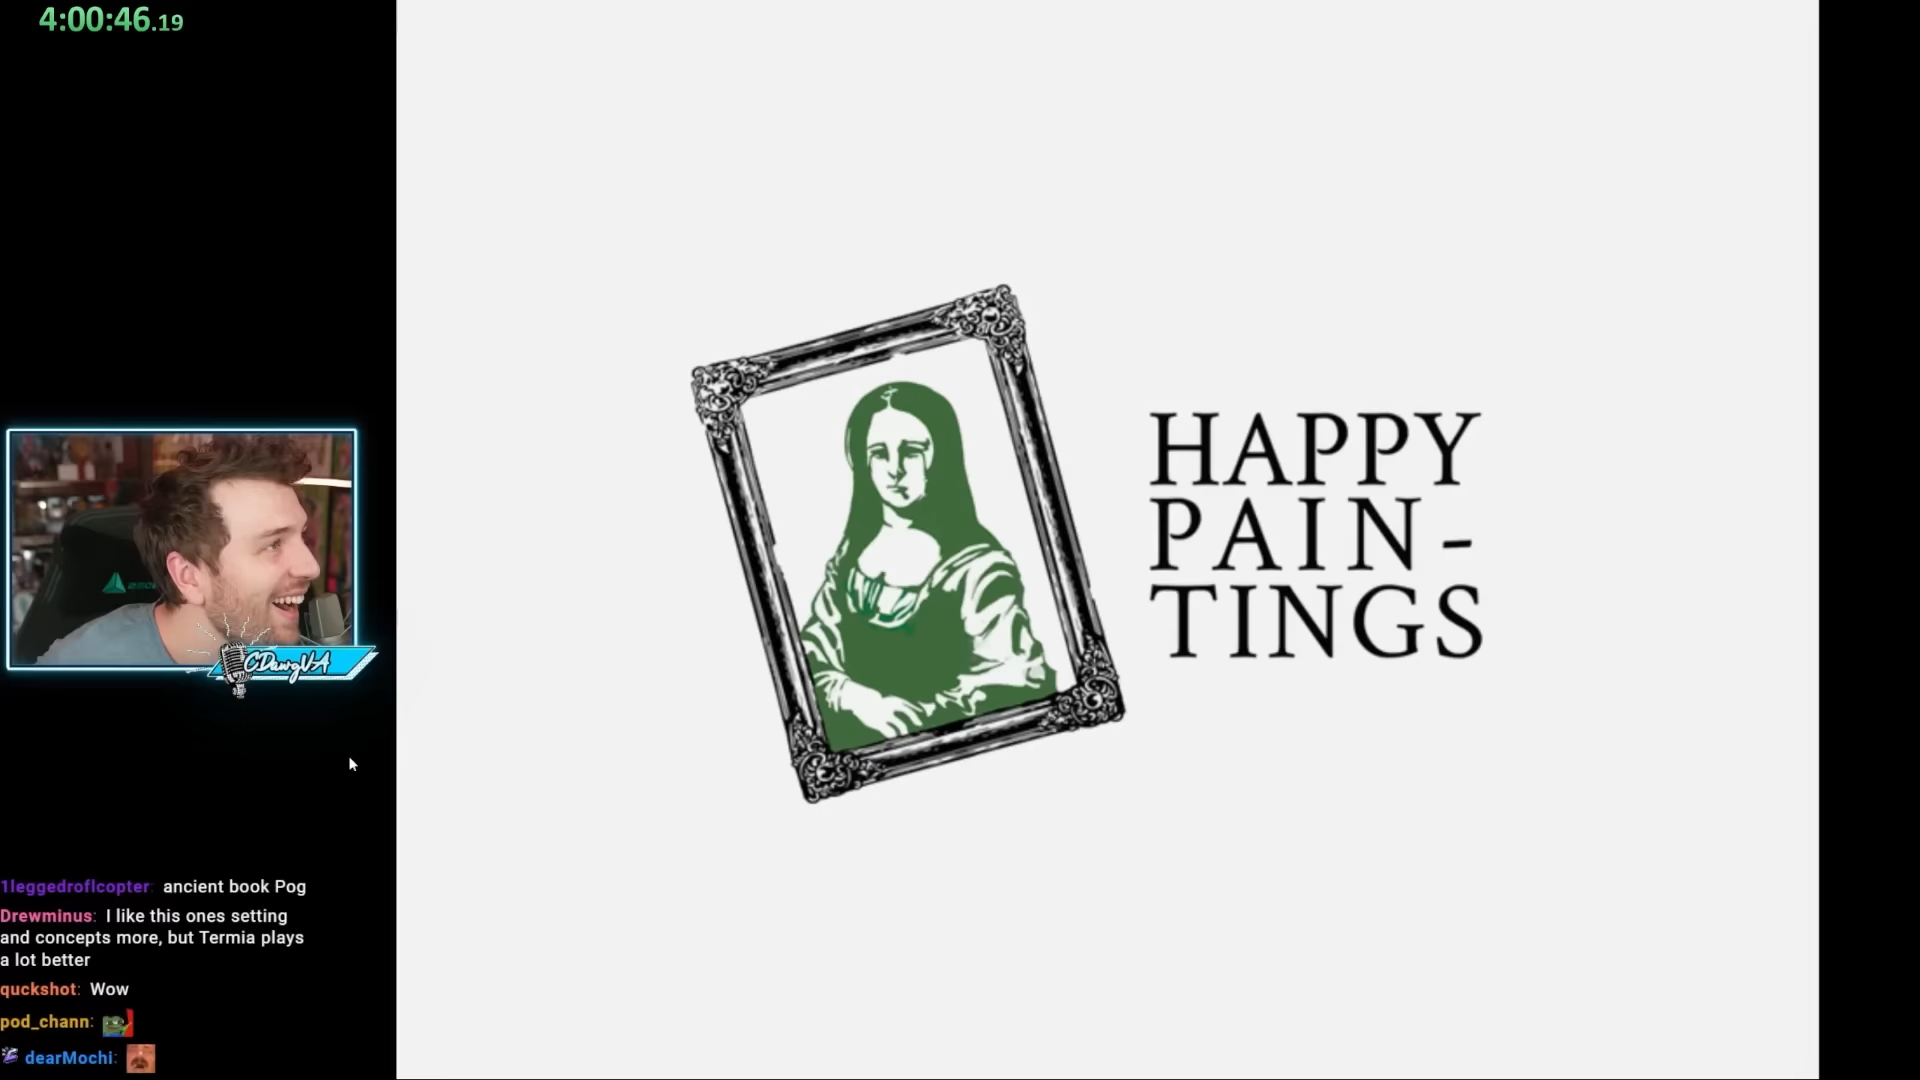 4:00:46.19
HAPPY
PAIN-
TINGS
CDawgVA
1leggedroflcopter: ancient book Pog
Drewminus: I like this ones setting
and concepts more, but Termia plays
a lot better
quckshot: Wow
pod_chann:
dearMochi: